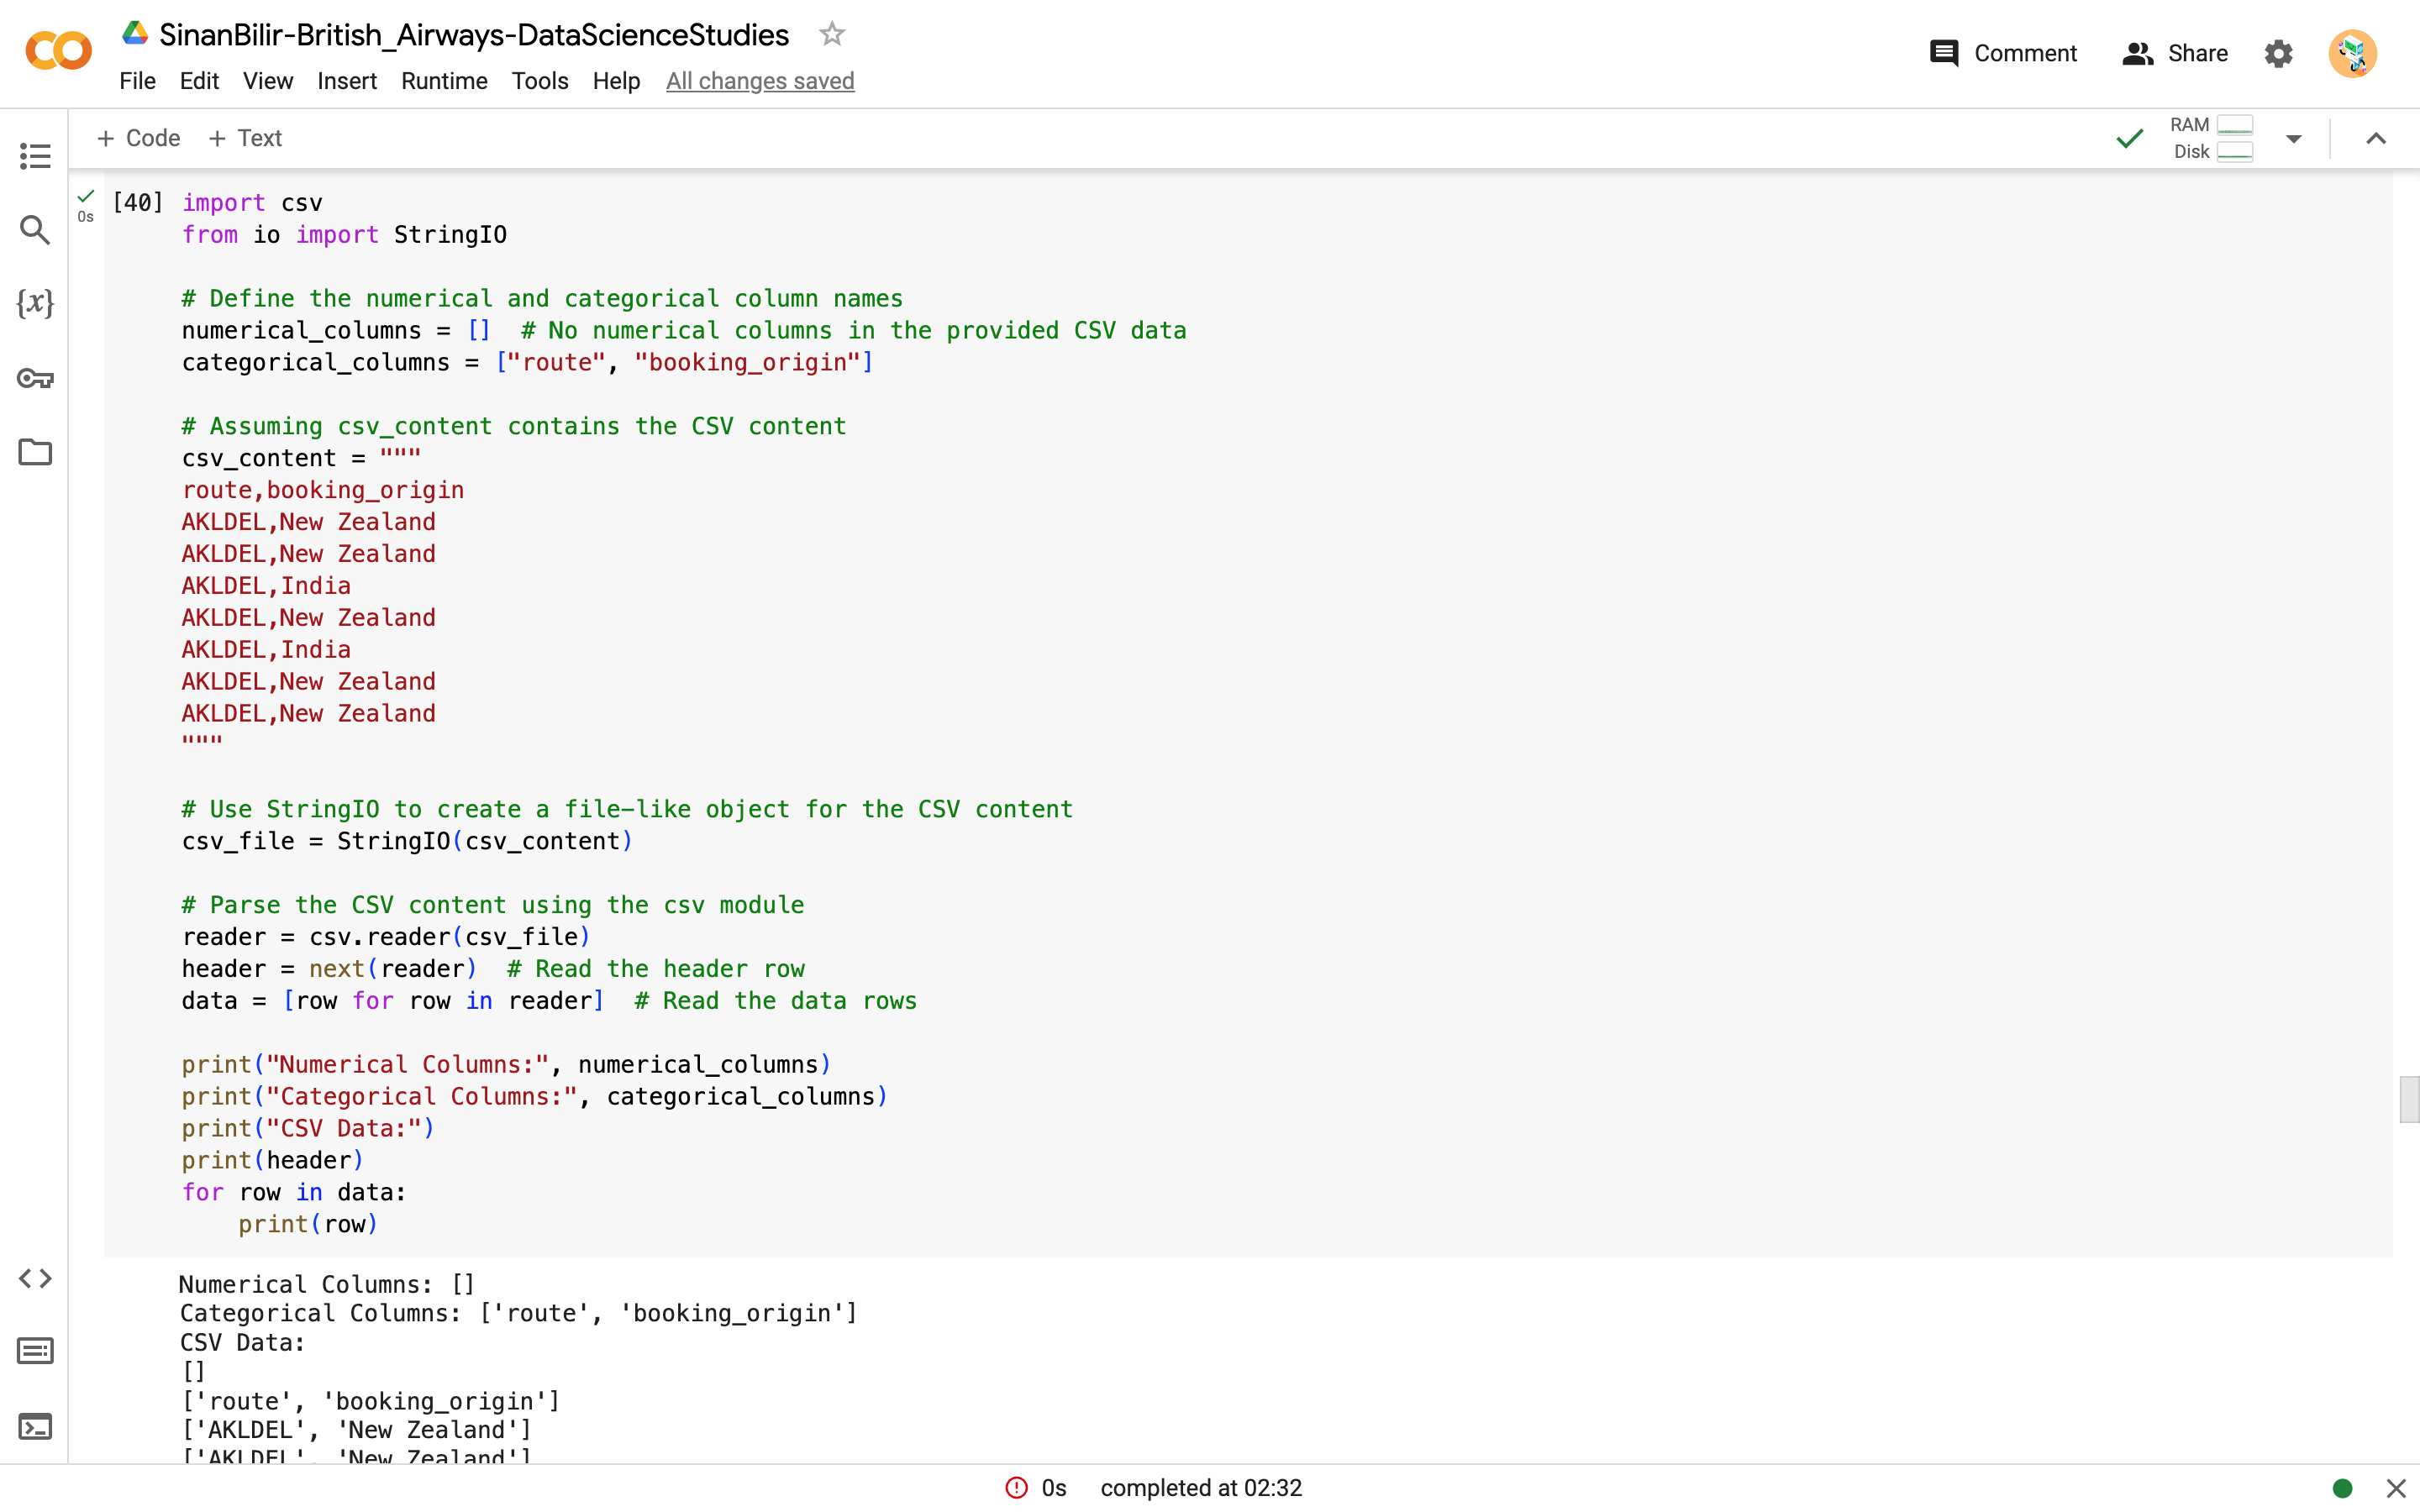 SinanBilir-British_Airways-DataScienceStudies
Comment
Share
File Edit View Insert Runtime Tools Help All changes saved
+ Code + Text
RAM
Disk
0s
[40] import csv
from io import StringIO
# Define the numerical and categorical column names
numerical_columns = []  # No numerical columns in the provided CSV data
categorical_columns = ["route", "booking_origin"]
# Assuming csv_content contains the CSV content
csv_content = """
route,booking_origin
AKLDEL,New Zealand
AKLDEL,New Zealand
AKLDEL,India
AKLDEL,New Zealand
AKLDEL,India
AKLDEL,New Zealand
AKLDEL,New Zealand
"""
# Use StringIO to create a file-like object for the CSV content
csv_file = StringIO(csv_content)
# Parse the CSV content using the csv module
reader = csv.reader(csv_file)
header = next(reader)  # Read the header row
data = [row for row in reader]  # Read the data rows
print("Numerical Columns:", numerical_columns)
print("Categorical Columns:", categorical_columns)
print("CSV Data:")
print(header)
for row in data:
    print(row)
{x}
Numerical Columns: []
Categorical Columns: ['route', 'booking_origin']
CSV Data:
[]
['route', 'booking_origin']
['AKLDEL', 'New Zealand']
['AKLDEL', 'New Zealand']
0s completed at 02:32